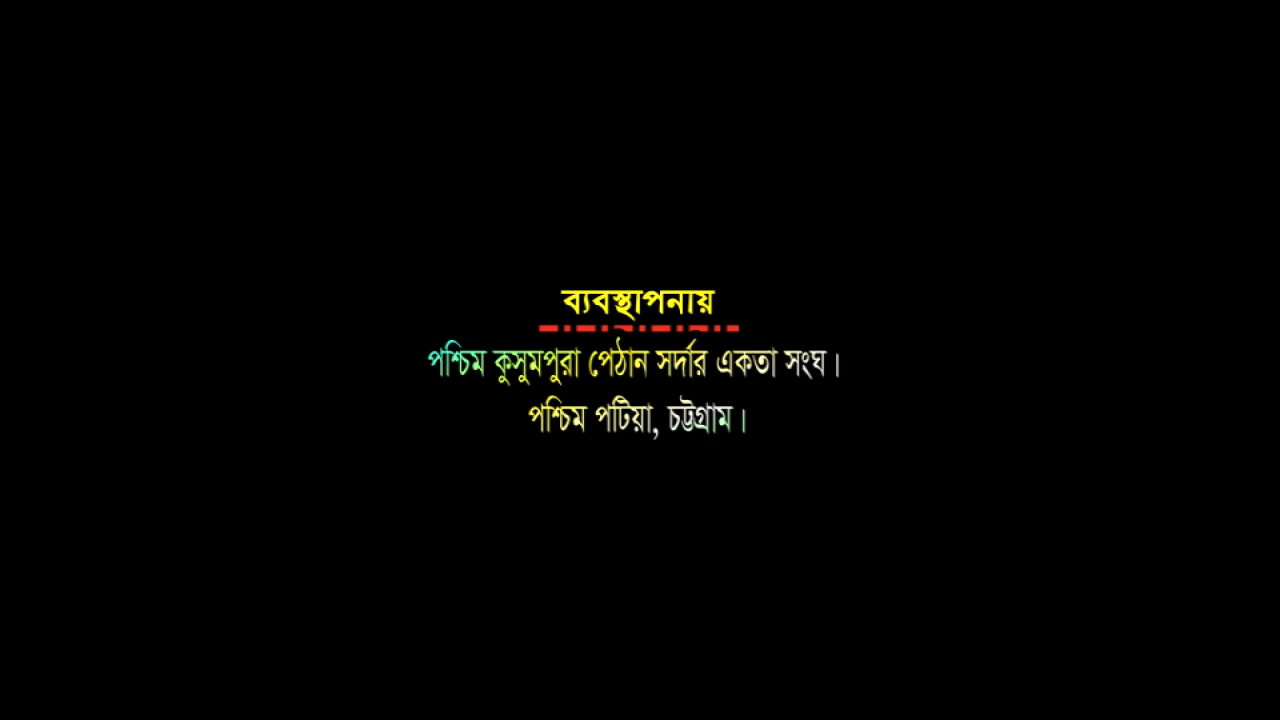 ব্যবস্থাপনায়
পশ্চিম কুসুমপুরা পেঠান সর্দার একতা সংঘ।
পশ্চিম পটিয়া, চট্টগ্রাম।